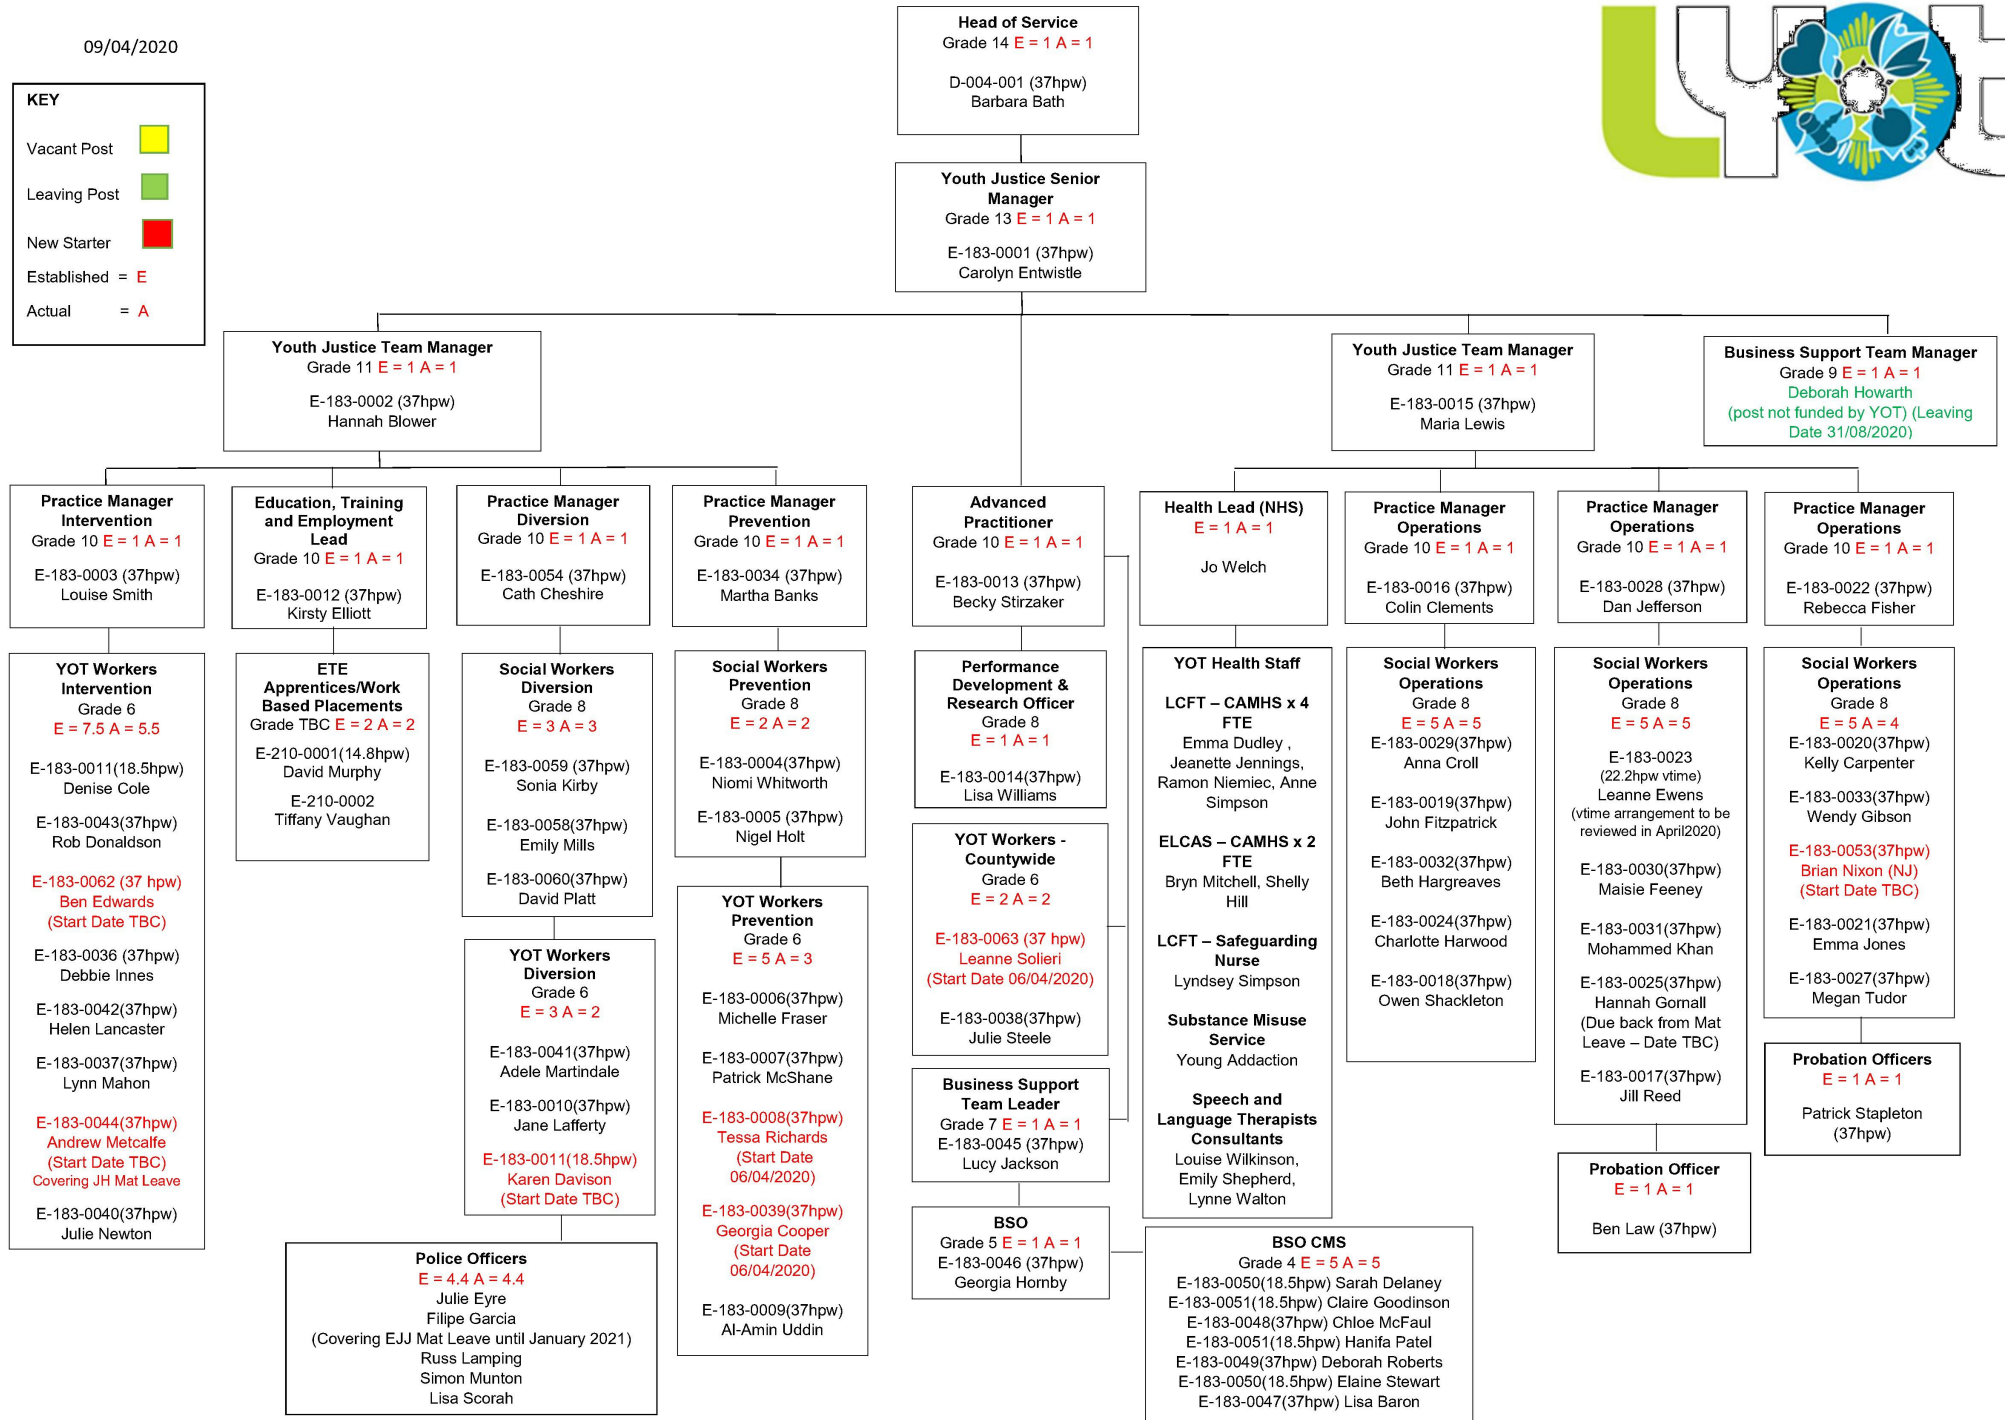 09/04/2020
KEY
Vacant Post
Leaving Post
New Starter
Established = E
Actual = A
LYOT
Head of Service
Grade 14 E = 1 A = 1
D-004-001 (37hpw)
Barbara Bath
Youth Justice Senior
Manager
Grade 13 E = 1 A = 1
E-183-0001 (37hpw)
Carolyn Entwistle
Youth Justice Team Manager
Grade 11 E = 1 A = 1
E-183-0002 (37hpw)
Hannah Blower
Youth Justice Team Manager
Grade 11 E = 1 A = 1
E-183-0015 (37hpw)
Maria Lewis
Business Support Team Manager
Grade 9 E = 1 A = 1
Deborah Howarth
(post not funded by YOT) (Leaving
Date 31/08/2020)
Practice Manager
Intervention
Grade 10 E = 1 A = 1
E-183-0003 (37hpw)
Louise Smith
Education, Training
and Employment
Lead
Grade 10 E = 1 A = 1
E-183-0012 (37hpw)
Kirsty Elliott
Practice Manager
Diversion
Grade 10 E = 1 A = 1
E-183-0054 (37hpw)
Cath Cheshire
Practice Manager
Prevention
Grade 10 E = 1 A = 1
E-183-0034 (37hpw)
Martha Banks
Advanced
Practitioner
Grade 10 E = 1 A = 1
E-183-0013 (37hpw)
Becky Stirzaker
Health Lead (NHS)
E = 1 A = 1
Jo Welch
Practice Manager
Operations
Grade 10 E = 1 A = 1
E-183-0016 (37hpw)
Colin Clements
Practice Manager
Operations
Grade 10 E = 1 A = 1
E-183-0028 (37hpw)
Dan Jefferson
Practice Manager
Operations
Grade 10 E = 1 A = 1
E-183-0022 (37hpw)
Rebecca Fisher
YOT Workers
Intervention
Grade 6
E = 7.5 A = 5.5
E-183-0011(18.5hpw)
Denise Cole
E-183-0043(37hpw)
Rob Donaldson
E-183-0062 (37 hpw)
Ben Edwards
(Start Date TBC)
E-183-0036 (37hpw)
Debbie Innes
E-183-0042(37hpw)
Helen Lancaster
E-183-0037(37hpw)
Lynn Mahon
E-183-0044(37hpw)
Andrew Metcalfe
(Start Date TBC)
Covering JH Mat Leave
E-183-0040(37hpw)
Julie Newton
ETE
Apprentices/Work
Based Placements
Grade TBC E = 2 A = 2
E-210-0001(14.8hpw)
David Murphy
E-210-0002
Tiffany Vaughan
Social Workers
Diversion
Grade 8
E = 3 A = 3
E-183-0059 (37hpw)
Sonia Kirby
E-183-0058(37hpw)
Emily Mills
E-183-0060(37hpw)
David Platt
YOT Workers
Diversion
Grade 6
E = 3 A = 2
E-183-0041(37hpw)
Adele Martindale
E-183-0010(37hpw)
Jane Lafferty
E-183-0011(18.5hpw)
Karen Davison
(Start Date TBC)
Police Officers
E = 4.4 A = 4.4
Julie Eyre
Filipe Garcia
(Covering EJJ Mat Leave until January 2021)
Russ Lamping
Simon Munton
Lisa Scorah
Social Workers
Prevention
Grade 8
E = 2 A = 2
E-183-0004(37hpw)
Niomi Whitworth
E-183-0005 (37hpw)
Nigel Holt
YOT Workers
Prevention
Grade 6
E = 5 A = 3
E-183-0006(37hpw)
Michelle Fraser
E-183-0007(37hpw)
Patrick McShane
E-183-0008(37hpw)
Tessa Richards
(Start Date
06/04/2020)
E-183-0039(37hpw)
Georgia Cooper
(Start Date
06/04/2020)
E-183-0009(37hpw)
Al-Amin Uddin
Performance
Development &
Research Officer
Grade 8
E = 1 A = 1
E-183-0014(37hpw)
Lisa Williams
YOT Workers -
Countywide
Grade 6
E = 2 A = 2
E-183-0063 (37 hpw)
Leanne Solieri
(Start Date 06/04/2020)
E-183-0038(37hpw)
Julie Steele
Business Support
Team Leader
Grade 7 E = 1 A = 1
E-183-0045 (37hpw)
Lucy Jackson
BSO
Grade 5 E = 1 A = 1
E-183-0046 (37hpw)
Georgia Hornby
YOT Health Staff
LCFT – CAMHS x 4
FTE
Emma Dudley ,
Jeanette Jennings,
Ramon Niemiec, Anne
Simpson
ELCAS – CAMHS x 2
FTE
Bryn Mitchell, Shelly
Hill
LCFT – Safeguarding
Nurse
Lyndsey Simpson
Substance Misuse
Service
Young Addaction
Speech and
Language Therapists
Consultants
Louise Wilkinson,
Emily Shepherd,
Lynne Walton
BSO CMS
Grade 4 E = 5 A = 5
E-183-0050(18.5hpw) Sarah Delaney
E-183-0051(18.5hpw) Claire Goodinson
E-183-0048(37hpw) Chloe McFaul
E-183-0051(18.5hpw) Hanifa Patel
E-183-0049(37hpw) Deborah Roberts
E-183-0050(18.5hpw) Elaine Stewart
E-183-0047(37hpw) Lisa Baron
Social Workers
Operations
Grade 8
E = 5 A = 5
E-183-0029(37hpw)
Anna Croll
E-183-0019(37hpw)
John Fitzpatrick
E-183-0032(37hpw)
Beth Hargreaves
E-183-0024(37hpw)
Charlotte Harwood
E-183-0018(37hpw)
Owen Shackleton
Social Workers
Operations
Grade 8
E = 5 A = 5
E-183-0023
(22.2hpw vtime)
Leanne Ewens
(vtime arrangement to be
reviewed in April2020)
E-183-0030(37hpw)
Maisie Feeney
E-183-0031(37hpw)
Mohammed Khan
E-183-0025(37hpw)
Hannah Gornall
(Due back from Mat
Leave – Date TBC)
E-183-0017(37hpw)
Jill Reed
Probation Officer
E = 1 A = 1
Ben Law (37hpw)
Social Workers
Operations
Grade 8
E = 5 A = 4
E-183-0020(37hpw)
Kelly Carpenter
E-183-0033(37hpw)
Wendy Gibson
E-183-0053(37hpw)
Brian Nixon (NJ)
(Start Date TBC)
E-183-0021(37hpw)
Emma Jones
E-183-0027(37hpw)
Megan Tudor
Probation Officers
E = 1 A = 1
Patrick Stapleton
(37hpw)